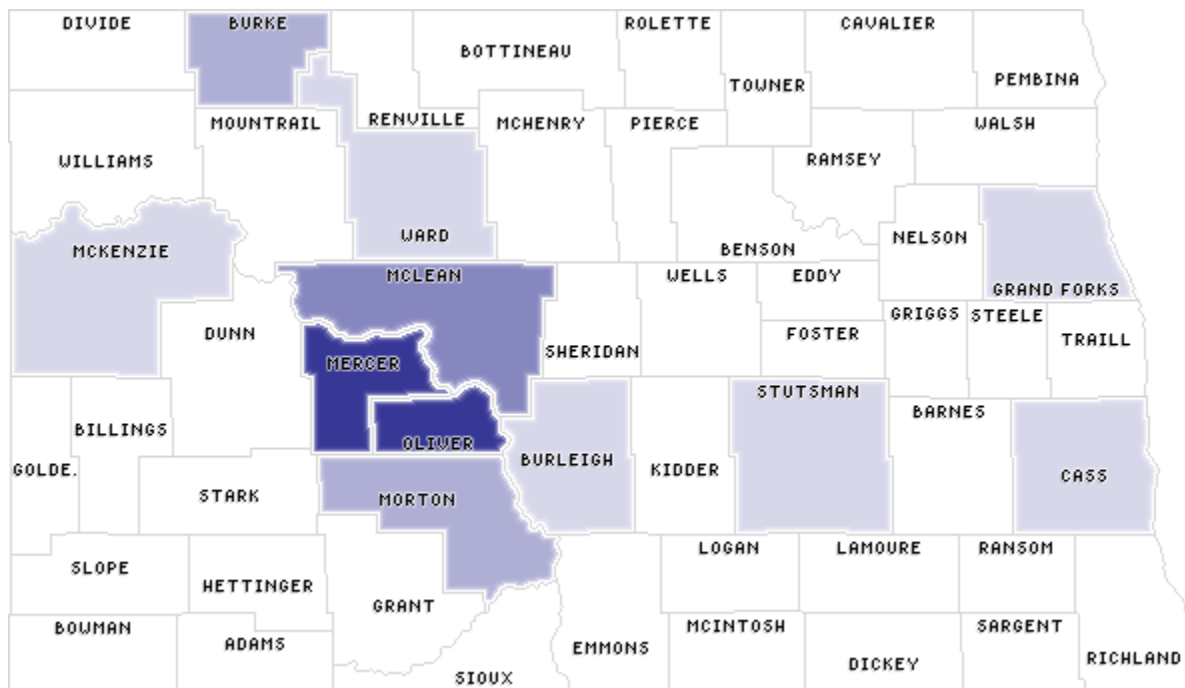 DIVIDE
BURKE
ROLETTE
CAVALIER
BOTTINEAU
PEMBINA
TOWNER
MOUNTRAIL
RENVILLE
MCHENRY
PIERCE
WALSH
WILLIAMS
RAMSEY
WARD
NELSON
MCKENZIE
BENSON
MCLEAN
WELLS
EDDY
GRAND FORKS
GRIGGS
STEELE
DUNN
FOSTER
TRAILL
SHERIDAN
MERCER
STUTSMAN
BARNES
BILLINGS
OLIVER
BURLEIGH
GOLDE.
KIDDER
CASS
STARK
MORTON
LOGAN
LAMOURE
RANSOM
SLOPE
HETTINGER
GRANT
BOWMAN
MCINTOSH
SARGENT
ADAMS
EMMONS
DICKEY
RICHLAND
SIOUX